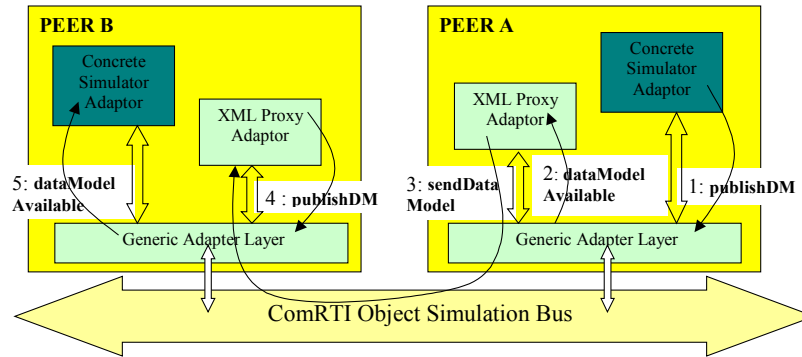 PEER B
Concrete
Simulator
Adaptor
XML Proxy
Adaptor
5: dataModel
Available
4 : publishDM
Generic Adapter Layer
PEER A
Concrete
Simulator
Adaptor
XML Proxy
Adaptor
3: sendData
Model
2: dataModel
Available
1: publishDM
Generic Adapter Layer
ComRTI Object Simulation Bus